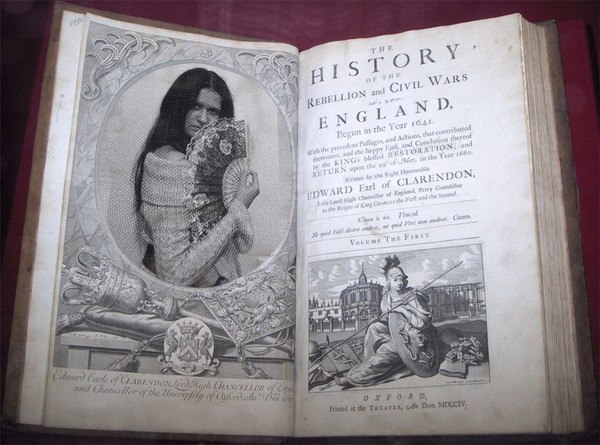 Edward Earle of CLARENDON, Lord High CHANCELLOR of
and Chancellor of the University of Oxford. An.o Dni
THE
HISTORY
OF THE
REBELLION and CIVIL WARS
IN
ENGLAND,
Begun in the Year 1641.
With the precedent Passages, and Actions, that contributed
thereunto, and the happy End, and Conclusion thereof
by the KING's blessed RESTORATION, and
RETURN upon the 29th of May, in the Year 1660.
Written by the Right Honourable
EDWARD Earl of CLARENDON,
Late Lord High Chancellor of England, Privy Counsellor
in the Reigns of King CHARLES the First and the Second.
Thucyd.
Ne quid Falsi dicere audeat, ne quid Veri non audeat. Cicero.
VOLUME THE FIRST.
OXFORD,
Printed at the THEATER, An. Dom. MDCCIV.